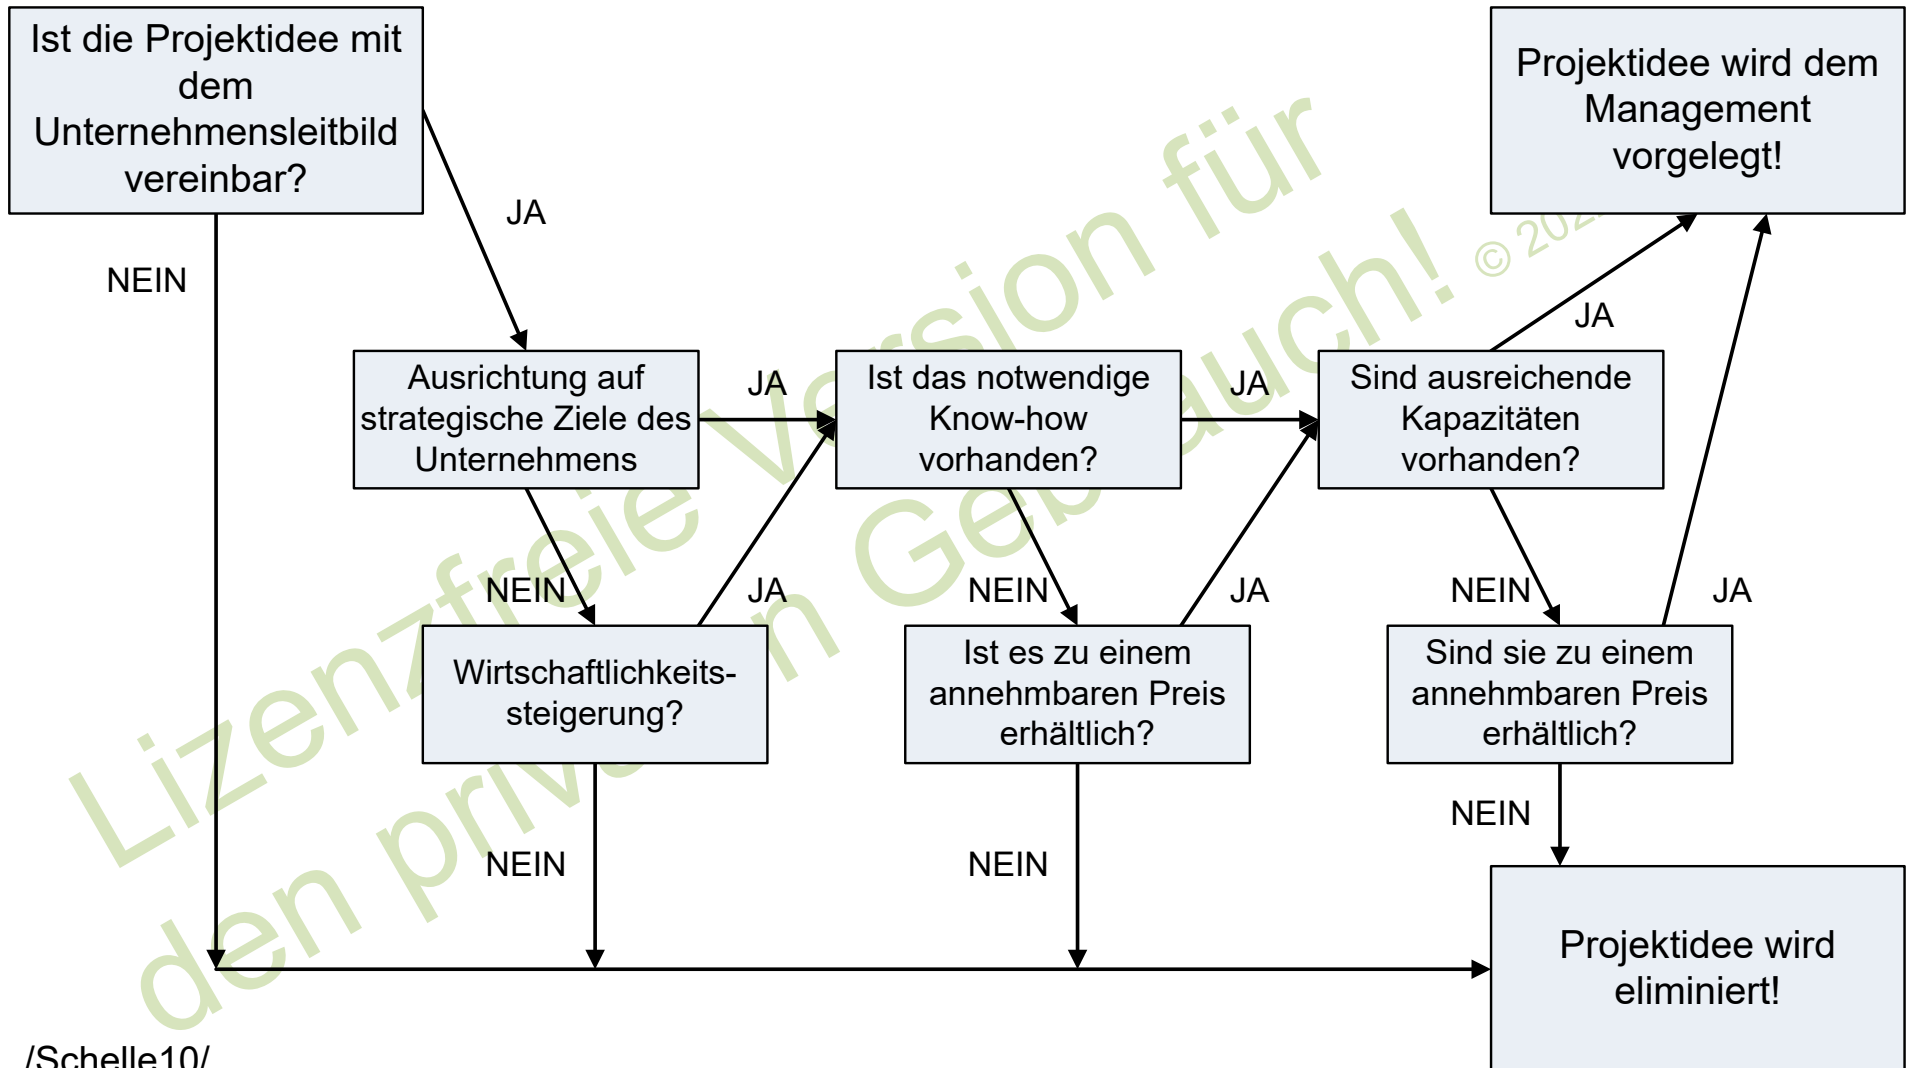 Ist die Projektidee mit
dem
Unternehmensleitbild
vereinbar?
Projektidee wird dem
Management
vorgelegt!
JA
NEIN
© 202
JA
Ausrichtung auf
strategische Ziele des
Unternehmens
JA
Ist das notwendige
Know-how
vorhanden?
JA
Sind ausreichende
Kapazitäten
vorhanden?
NEIN
JA
NEIN
JA
NEIN
JA
Wirtschaftlichkeits-
steigerung?
Ist es zu einem
annehmbaren Preis
erhältlich?
Sind sie zu einem
annehmbaren Preis
erhältlich?
NEIN
NEIN
NEIN
Projektidee wird
eliminiert!
Lizenzfreie Version für
den privaten Gebrauch!
/Schelle10/